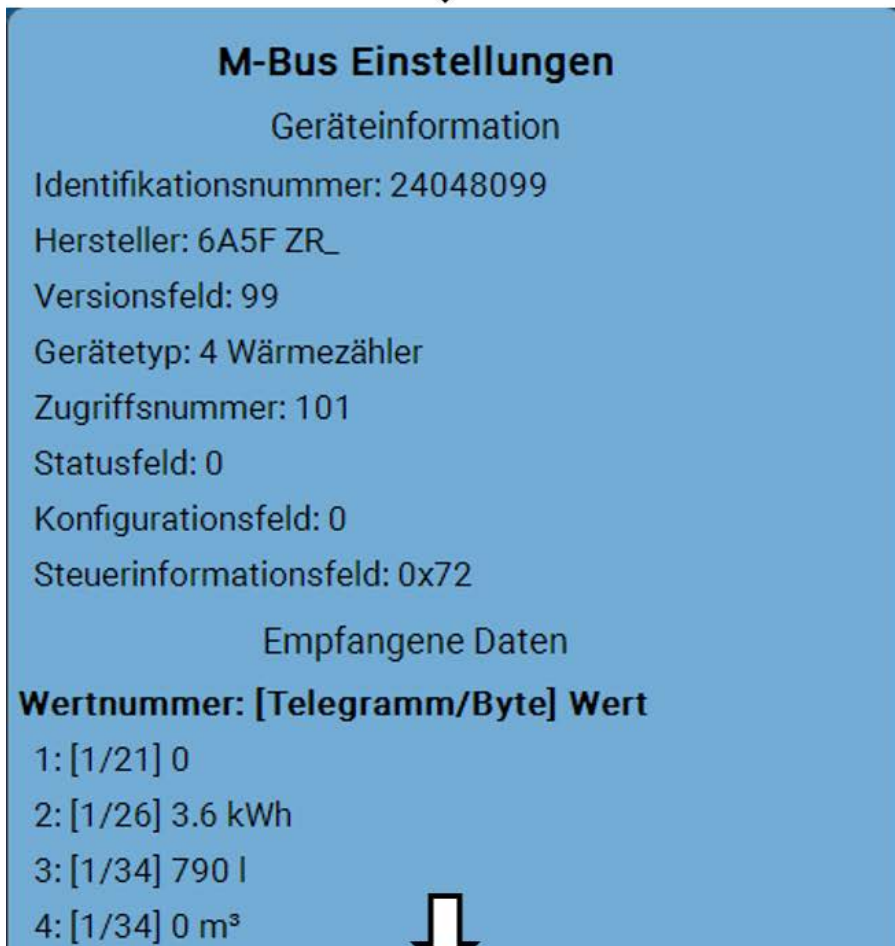 M-Bus Einstellungen
Geräteinformation
Identifikationsnummer: 24048099
Hersteller: 6A5F ZR_
Versionsfeld: 99
Gerätetyp: 4 Wärmezähler
Zugriffsnummer: 101
Statusfeld: 0
Konfigurationsfeld: 0
Steuerinformationsfeld: 0x72
Empfangene Daten
Wertnummer: [Telegramm/Byte] Wert
1: [1/21] 0
2: [1/26] 3.6 kWh
3: [1/34] 790 l
4: [1/34] 0 m³